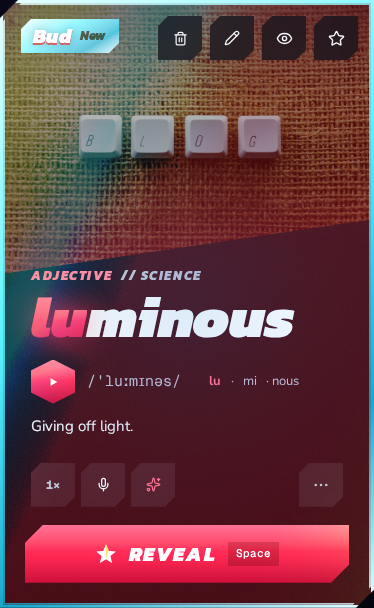 Bud New
B L O G
ADJECTIVE // SCIENCE
luminous
/ˈluːmɪnəs/ lu · mi · nous
Giving off light.
1×
REVEAL Space